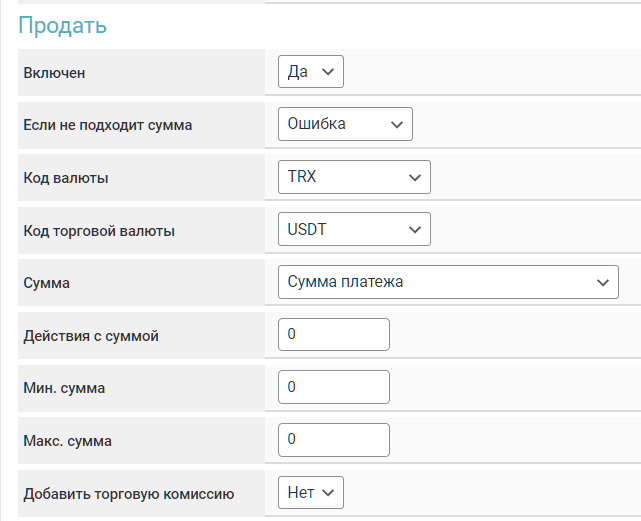 Продать
Включен Да
Если не подходит сумма Ошибка
Код валюты TRX
Код торговой валюты USDT
Сумма Сумма платежа
Действия с суммой 0
Мин. сумма 0
Макс. сумма 0
Добавить торговую комиссию Нет